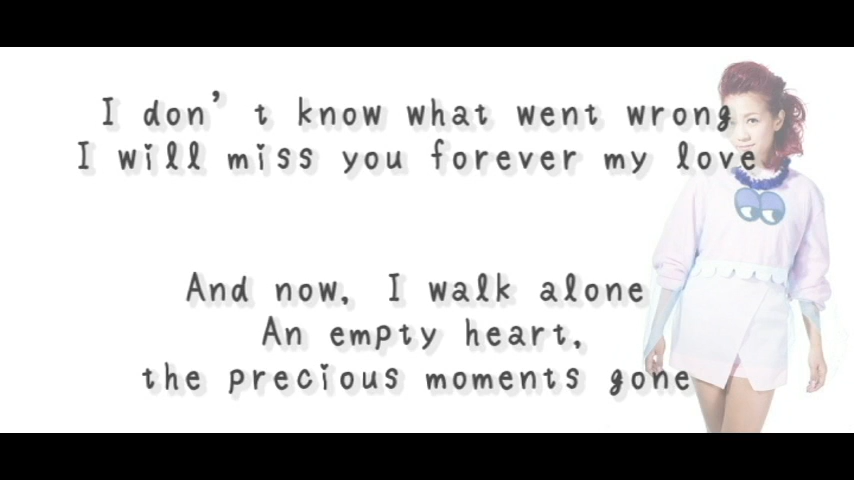 I don't know what went wrong
I will miss you forever my love
And now, I walk alone
An empty heart,
the precious moments gone